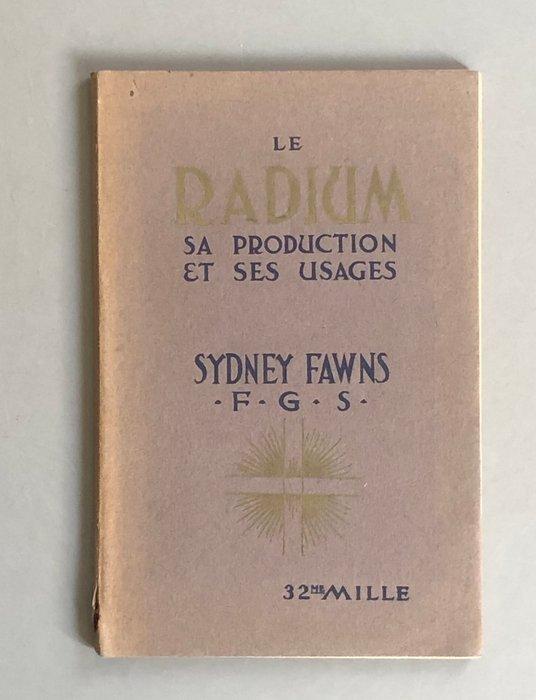 LE
RADIUM
SA PRODUCTION
ET SES USAGES
SYDNEY FAWNS
·F·G·S·
32ME MILLE